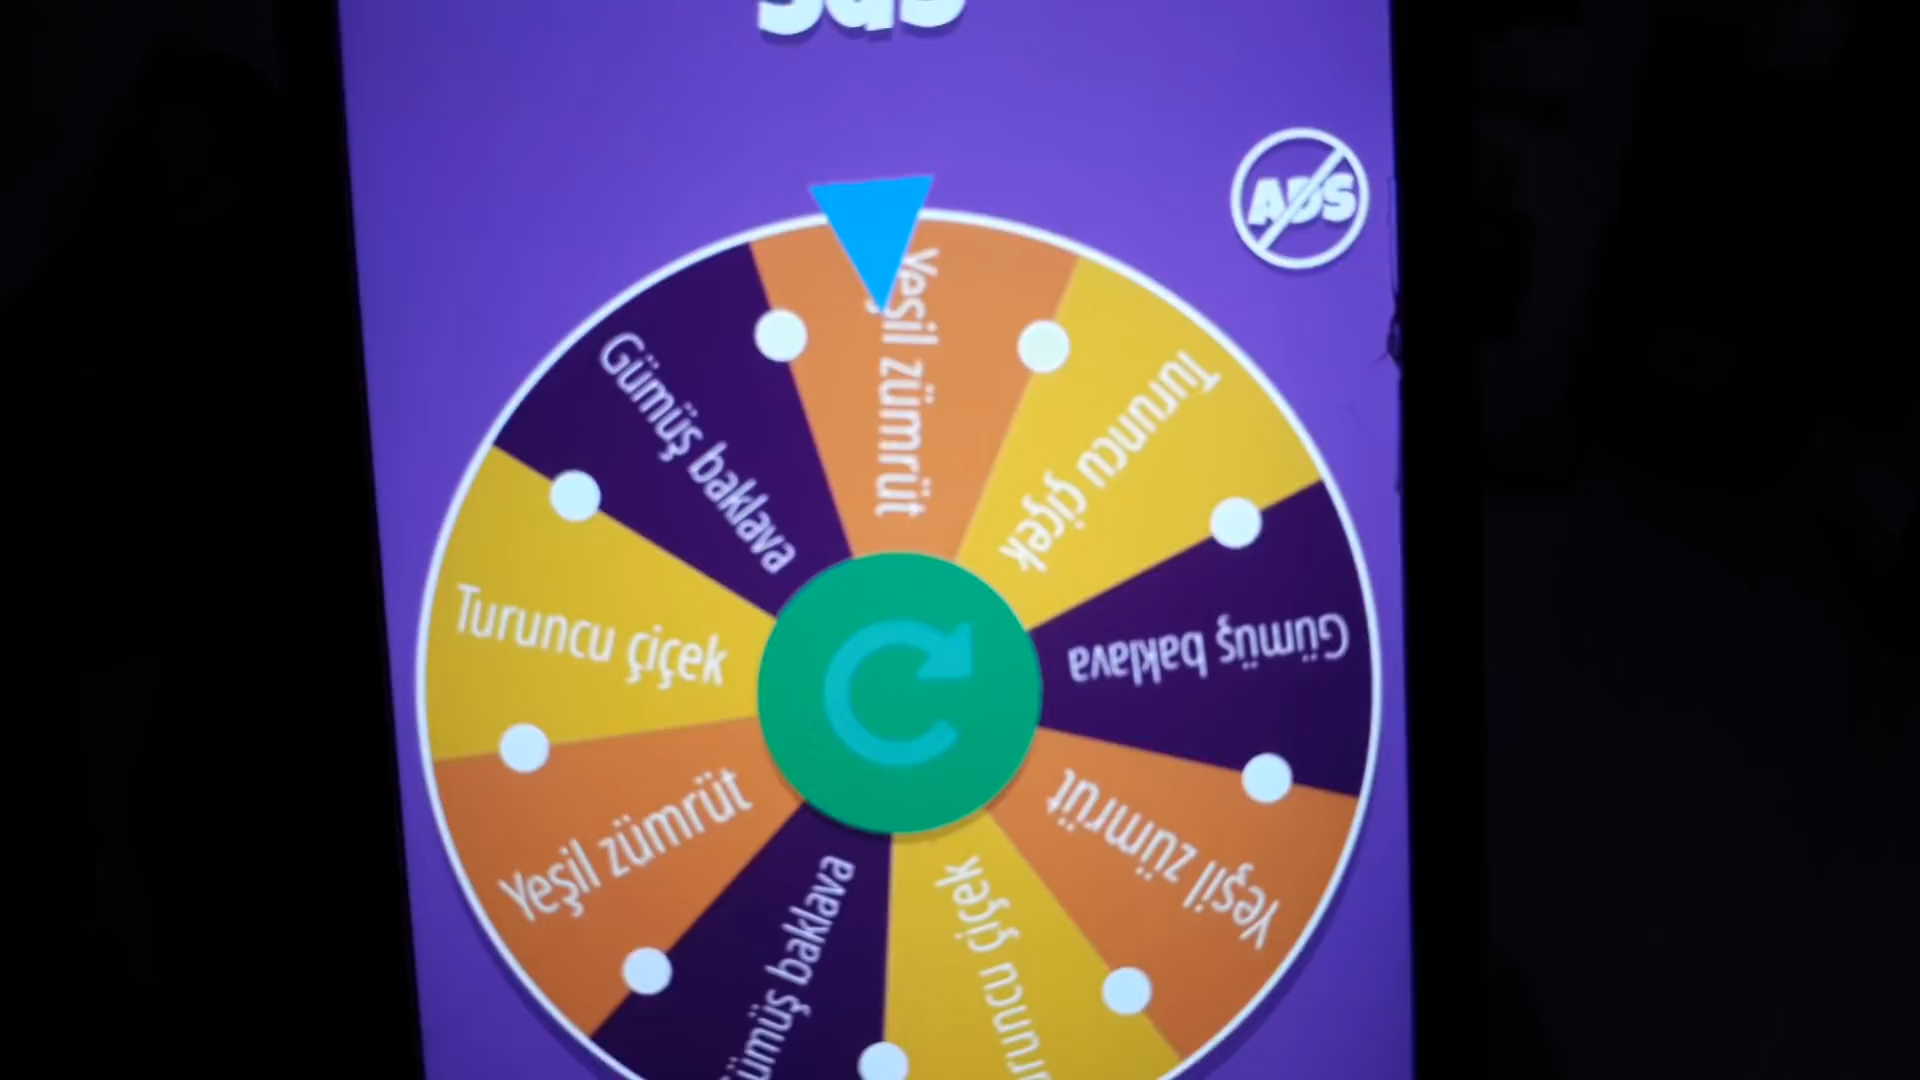 ADS
Yeşil zümrüt
Turuncu çiçek
Gümüş baklava
Yeşil zümrüt
Turuncu çiçek
Gümüş baklava
Yeşil zümrüt
Turuncu çiçek
Gümüş baklava